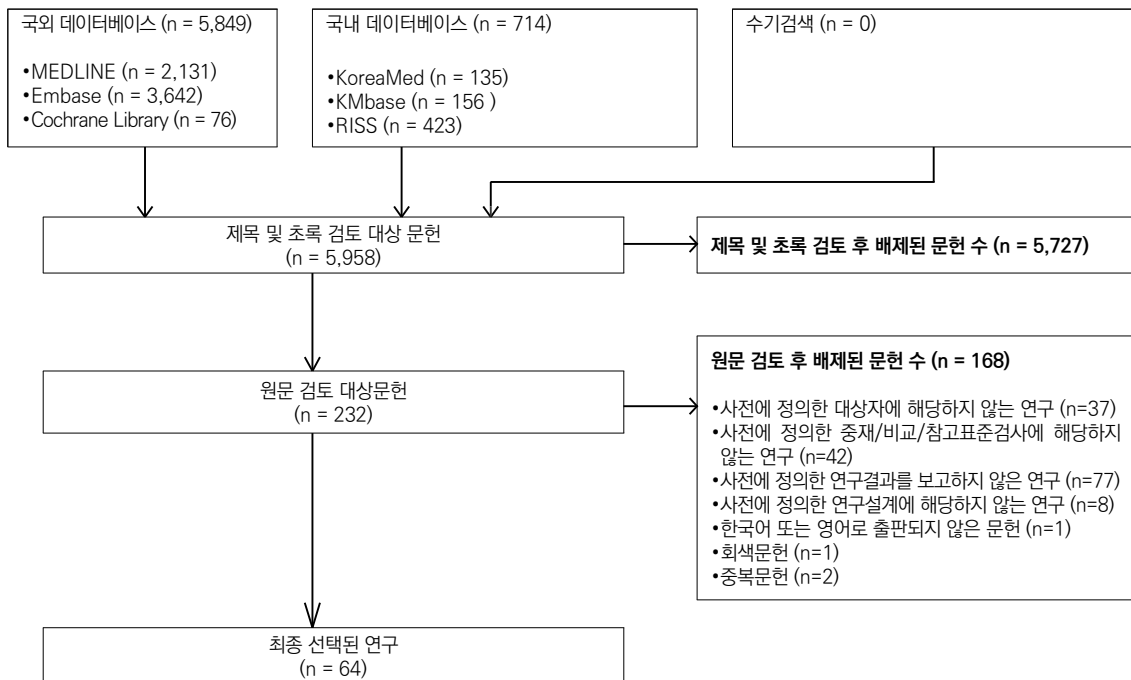 국외 데이터베이스 (n = 5,849)
•MEDLINE (n = 2,131)
•Embase (n = 3,642)
•Cochrane Library (n = 76)
국내 데이터베이스 (n = 714)
•KoreaMed (n = 135)
•KMbase (n = 156 )
•RISS (n = 423)
수기검색 (n = 0)
제목 및 초록 검토 대상 문헌
(n = 5,958)
제목 및 초록 검토 후 배제된 문헌 수 (n = 5,727)
원문 검토 대상문헌
(n = 232)
원문 검토 후 배제된 문헌 수 (n = 168)
•사전에 정의한 대상자에 해당하지 않는 연구 (n=37)
•사전에 정의한 중재/비교/참고표준검사에 해당하지
않는 연구 (n=42)
•사전에 정의한 연구결과를 보고하지 않은 연구 (n=77)
•사전에 정의한 연구설계에 해당하지 않는 연구 (n=8)
•한국어 또는 영어로 출판되지 않은 문헌 (n=1)
•회색문헌 (n=1)
•중복문헌 (n=2)
최종 선택된 연구
(n = 64)